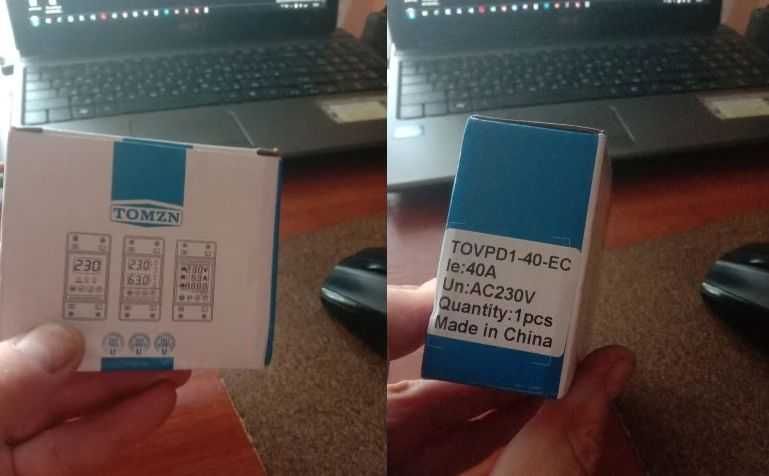 TOMZN
230
230
630
TOVPD1-40-EC
Ie:40A
Un:AC230V
Quantity:1pcs
Made in China